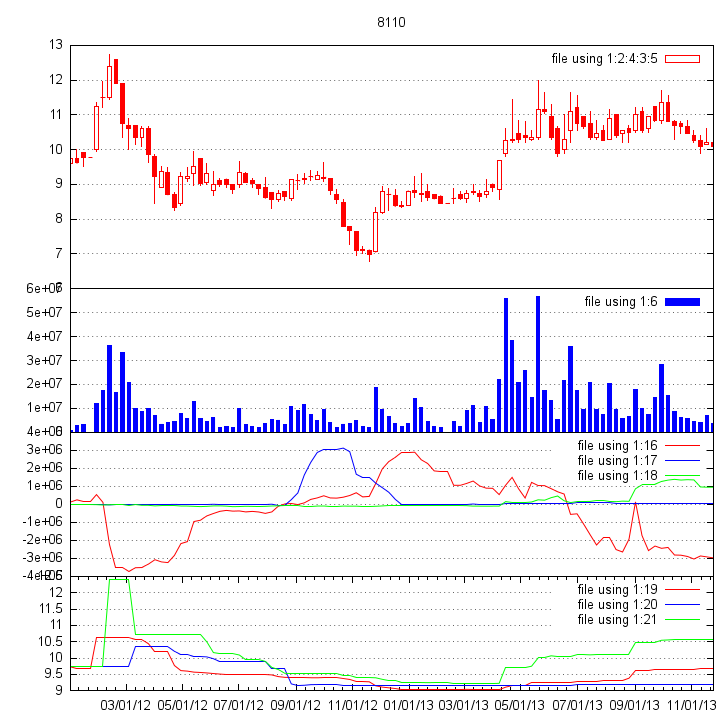 8110
13
file using 1:2:4:3:5
12
11
10
9
8
7
6e+07
file using 1:6
5e+07
4e+07
3e+07
2e+07
1e+07
4e+06
file using 1:16
3e+06
file using 1:17
2e+06
file using 1:18
1e+06
0
-1e+06
-2e+06
-3e+06
-4e+06
file using 1:19
12
file using 1:20
11.5
file using 1:21
11
10.5
10
9.5
9
03/01/12 05/01/12 07/01/12 09/01/12 11/01/12 01/01/13 03/01/13 05/01/13 07/01/13 09/01/13 11/01/13